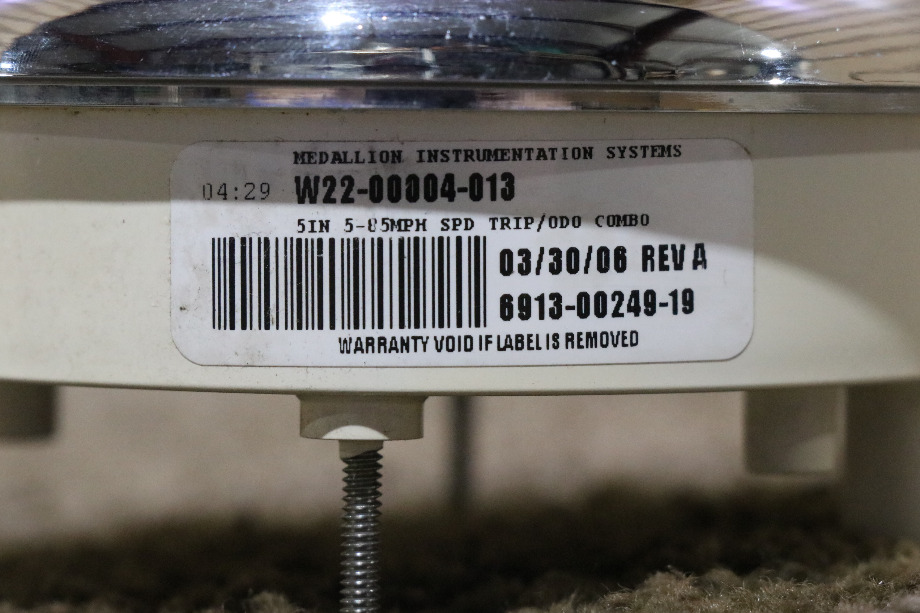 MEDALLION INSTRUMENTATION SYSTEMS
04:29 W22-00004-013
5IN 5-85MPH SPD TRIP/ODO COMBO
03/30/06 REV A
6913-00249-19
WARRANTY VOID IF LABEL IS REMOVED